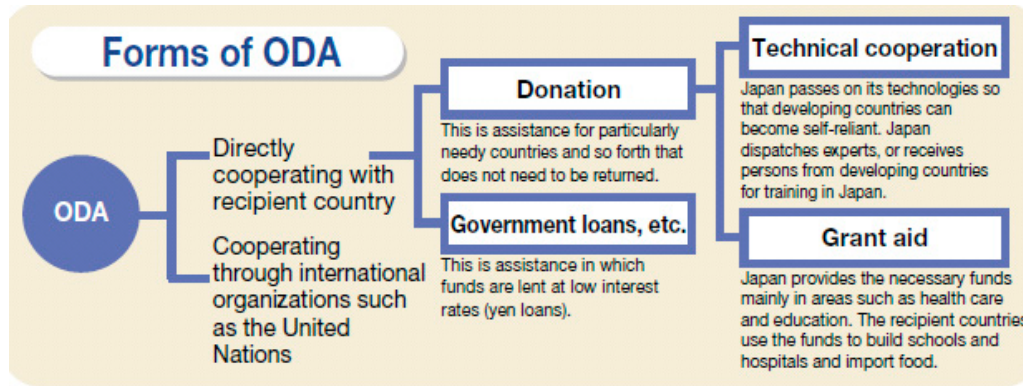 Forms of ODA
ODA
Directly
cooperating with
recipient country
Cooperating
through international
organizations such
as the United
Nations
Donation
This is assistance for particularly
needy countries and so forth that
does not need to be returned.
Government loans, etc.
This is assistance in which
funds are lent at low interest
rates (yen loans).
Technical cooperation
Japan passes on its technologies so
that developing countries can
become self-reliant. Japan
dispatches experts, or receives
persons from developing countries
for training in Japan.
Grant aid
Japan provides the necessary funds
mainly in areas such as health care
and education. The recipient countries
use the funds to build schools and
hospitals and import food.